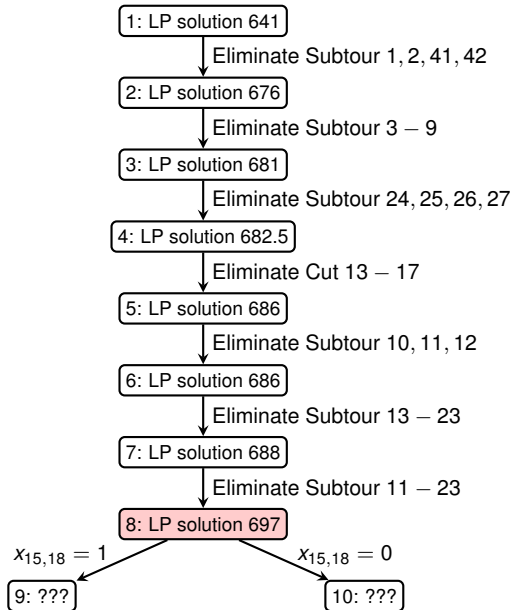 1: LP solution 641
Eliminate Subtour 1, 2, 41, 42
2: LP solution 676
Eliminate Subtour 3 − 9
3: LP solution 681
Eliminate Subtour 24, 25, 26, 27
4: LP solution 682.5
Eliminate Cut 13 − 17
5: LP solution 686
Eliminate Subtour 10, 11, 12
6: LP solution 686
Eliminate Subtour 13 − 23
7: LP solution 688
Eliminate Subtour 11 − 23
8: LP solution 697
x15,18 = 1 x15,18 = 0
9: ??? 10: ???